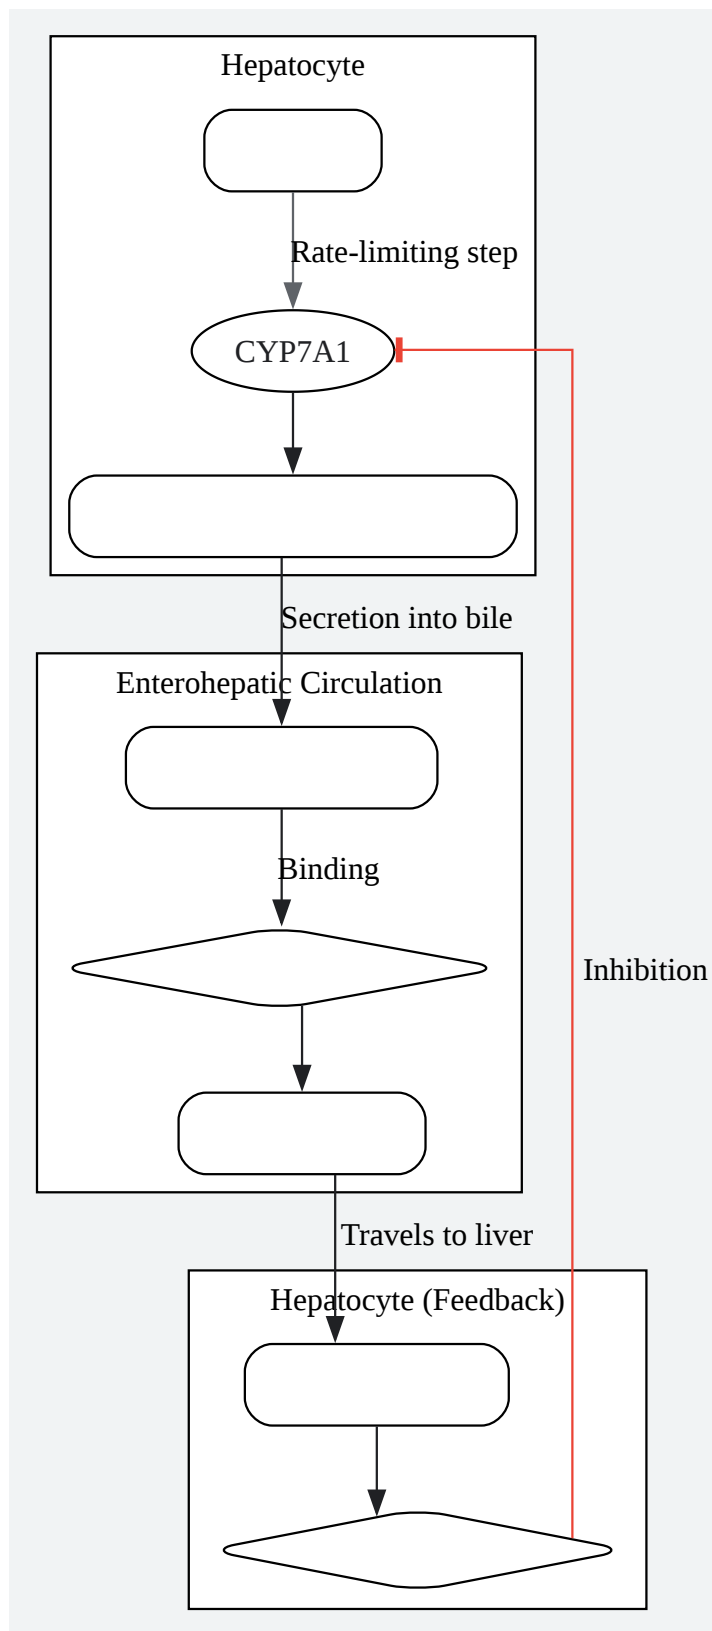 Hepatocyte
Rate-limiting step
CYP7A1
Secretion into bile
Enterohepatic Circulation
Binding
Inhibition
Travels to liver
Hepatocyte (Feedback)